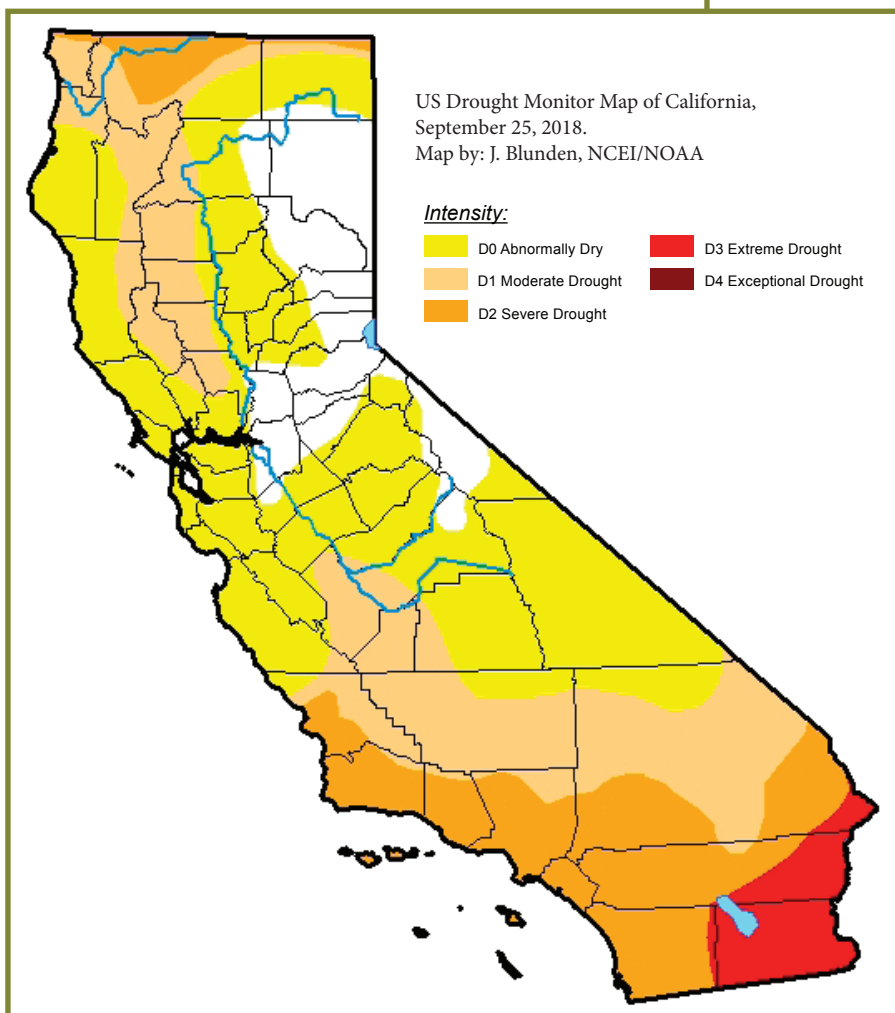 US Drought Monitor Map of California,
September 25, 2018.
Map by: J. Blunden, NCEI/NOAA
Intensity:
D0 Abnormally Dry
D1 Moderate Drought
D2 Severe Drought
D3 Extreme Drought
D4 Exceptional Drought